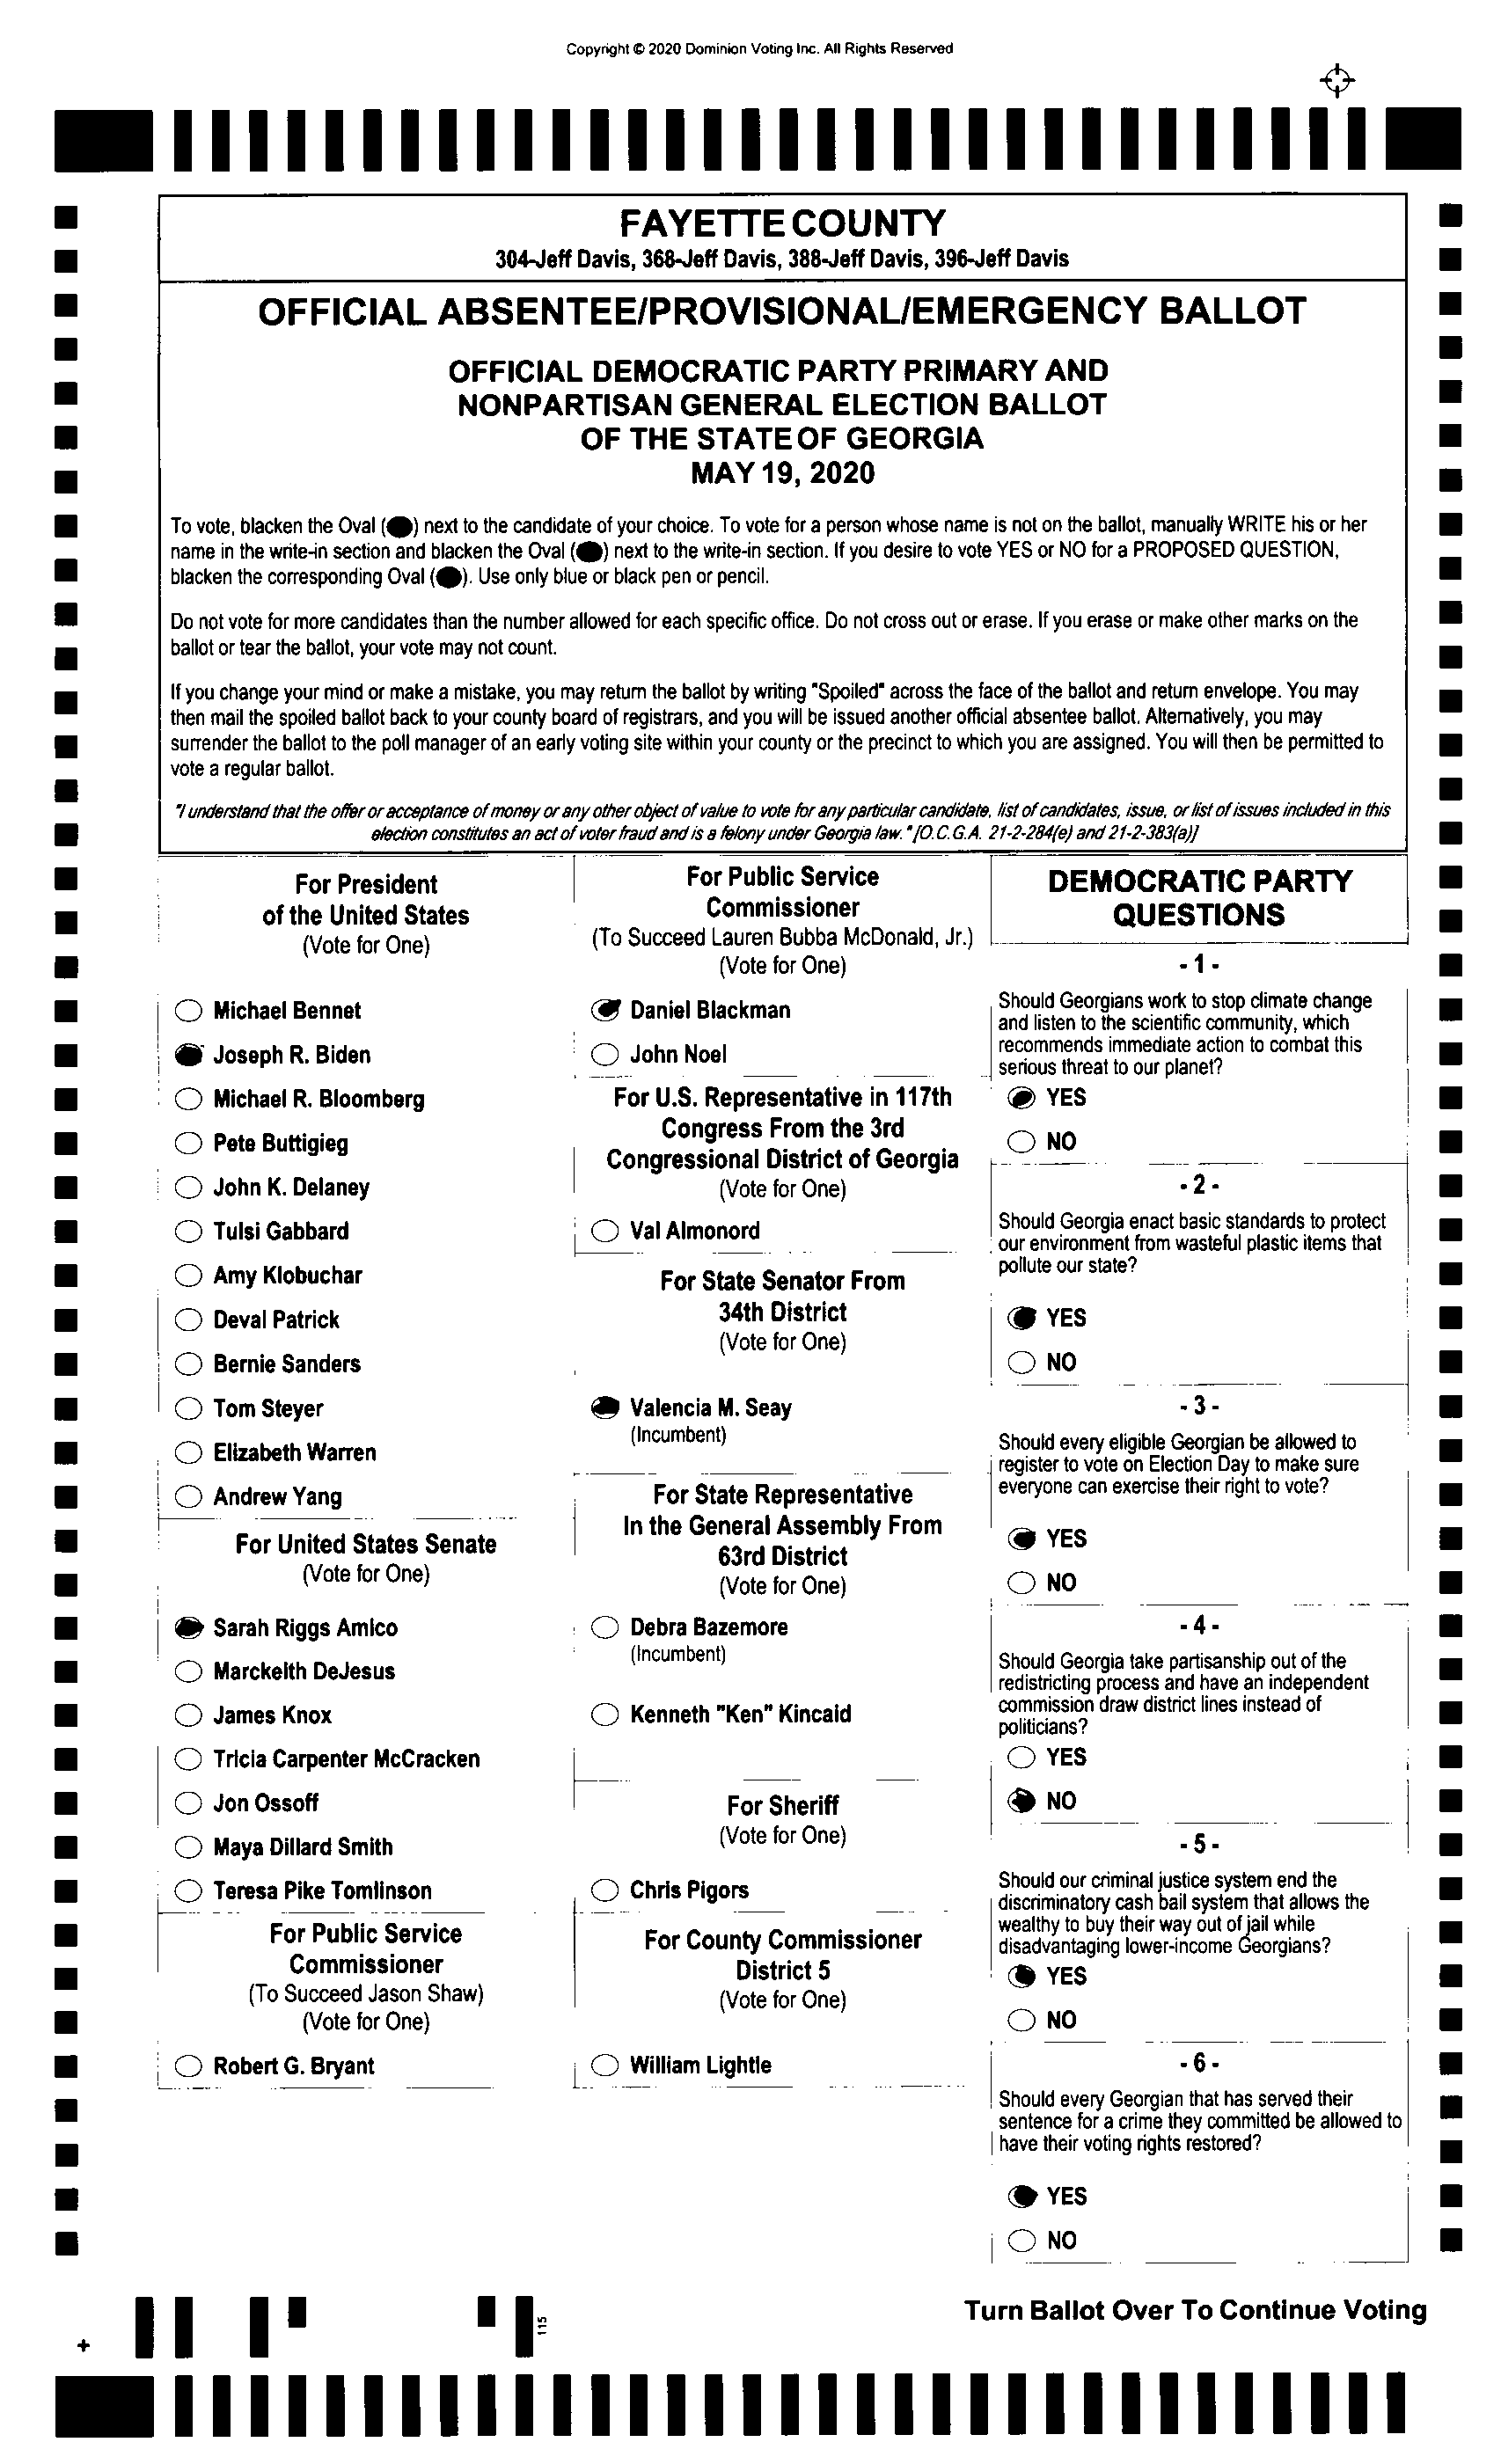 Copyright © 2020 Dominion Voting Inc. All Rights Reserved
FAYETTE COUNTY
304-Jeff Davis, 368-Jeff Davis, 388-Jeff Davis, 396-Jeff Davis
OFFICIAL ABSENTEE/PROVISIONAL/EMERGENCY BALLOT
OFFICIAL DEMOCRATIC PARTY PRIMARY AND
NONPARTISAN GENERAL ELECTION BALLOT
OF THE STATE OF GEORGIA
MAY 19, 2020
To vote, blacken the Oval ( ) next to the candidate of your choice. To vote for a person whose name is not on the ballot, manually WRITE his or her
name in the write-in section and blacken the Oval ( ) next to the write-in section. If you desire to vote YES or NO for a PROPOSED QUESTION,
blacken the corresponding Oval ( ). Use only blue or black pen or pencil.
Do not vote for more candidates than the number allowed for each specific office. Do not cross out or erase. If you erase or make other marks on the
ballot or tear the ballot, your vote may not count.
If you change your mind or make a mistake, you may return the ballot by writing "Spoiled" across the face of the ballot and return envelope. You may
then mail the spoiled ballot back to your county board of registrars, and you will be issued another official absentee ballot. Alternatively, you may
surrender the ballot to the poll manager of an early voting site within your county or the precinct to which you are assigned. You will then be permitted to
vote a regular ballot.
"I understand that the offer or acceptance of money or any other object of value to vote for any particular candidate, list of candidates, issue, or list of issues included in this
election constitutes an act of voter fraud and is a felony under Georgia law." [O.C.G.A. 21-2-284(e) and 21-2-383(a)]
For President
of the United States
(Vote for One)
Michael Bennet
Joseph R. Biden
Michael R. Bloomberg
Pete Buttigieg
John K. Delaney
Tulsi Gabbard
Amy Klobuchar
Deval Patrick
Bernie Sanders
Tom Steyer
Elizabeth Warren
Andrew Yang
For United States Senate
(Vote for One)
Sarah Riggs Amico
Marckeith DeJesus
James Knox
Tricia Carpenter McCracken
Jon Ossoff
Maya Dillard Smith
Teresa Pike Tomlinson
For Public Service
Commissioner
(To Succeed Jason Shaw)
(Vote for One)
Robert G. Bryant
For Public Service
Commissioner
(To Succeed Lauren Bubba McDonald, Jr.)
(Vote for One)
Daniel Blackman
John Noel
For U.S. Representative in 117th
Congress From the 3rd
Congressional District of Georgia
(Vote for One)
Val Almonord
For State Senator From
34th District
(Vote for One)
Valencia M. Seay
(Incumbent)
For State Representative
In the General Assembly From
63rd District
(Vote for One)
Debra Bazemore
(Incumbent)
Kenneth "Ken" Kincaid
For Sheriff
(Vote for One)
Chris Pigors
For County Commissioner
District 5
(Vote for One)
William Lightle
DEMOCRATIC PARTY
QUESTIONS
- 1 -
Should Georgians work to stop climate change
and listen to the scientific community, which
recommends immediate action to combat this
serious threat to our planet?
YES
NO
- 2 -
Should Georgia enact basic standards to protect
our environment from wasteful plastic items that
pollute our state?
YES
NO
- 3 -
Should every eligible Georgian be allowed to
register to vote on Election Day to make sure
everyone can exercise their right to vote?
YES
NO
- 4 -
Should Georgia take partisanship out of the
redistricting process and have an independent
commission draw district lines instead of
politicians?
YES
NO
- 5 -
Should our criminal justice system end the
discriminatory cash bail system that allows the
wealthy to buy their way out of jail while
disadvantaging lower-income Georgians?
YES
NO
- 6 -
Should every Georgian that has served their
sentence for a crime they committed be allowed to
have their voting rights restored?
YES
NO
Turn Ballot Over To Continue Voting
115